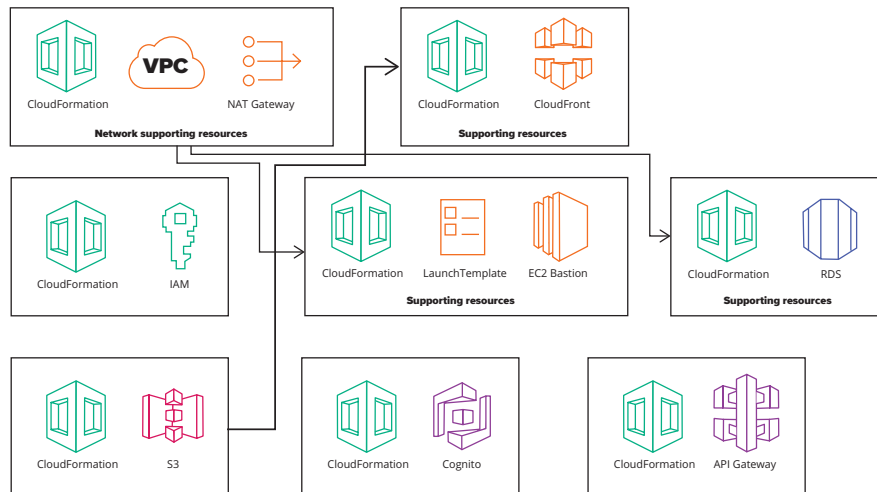 VPC
CloudFormation
NAT Gateway
Network supporting resources
CloudFormation
CloudFront
Supporting resources
CloudFormation
IAM
CloudFormation
LaunchTemplate
EC2 Bastion
Supporting resources
CloudFormation
RDS
Supporting resources
CloudFormation
S3
CloudFormation
Cognito
CloudFormation
API Gateway